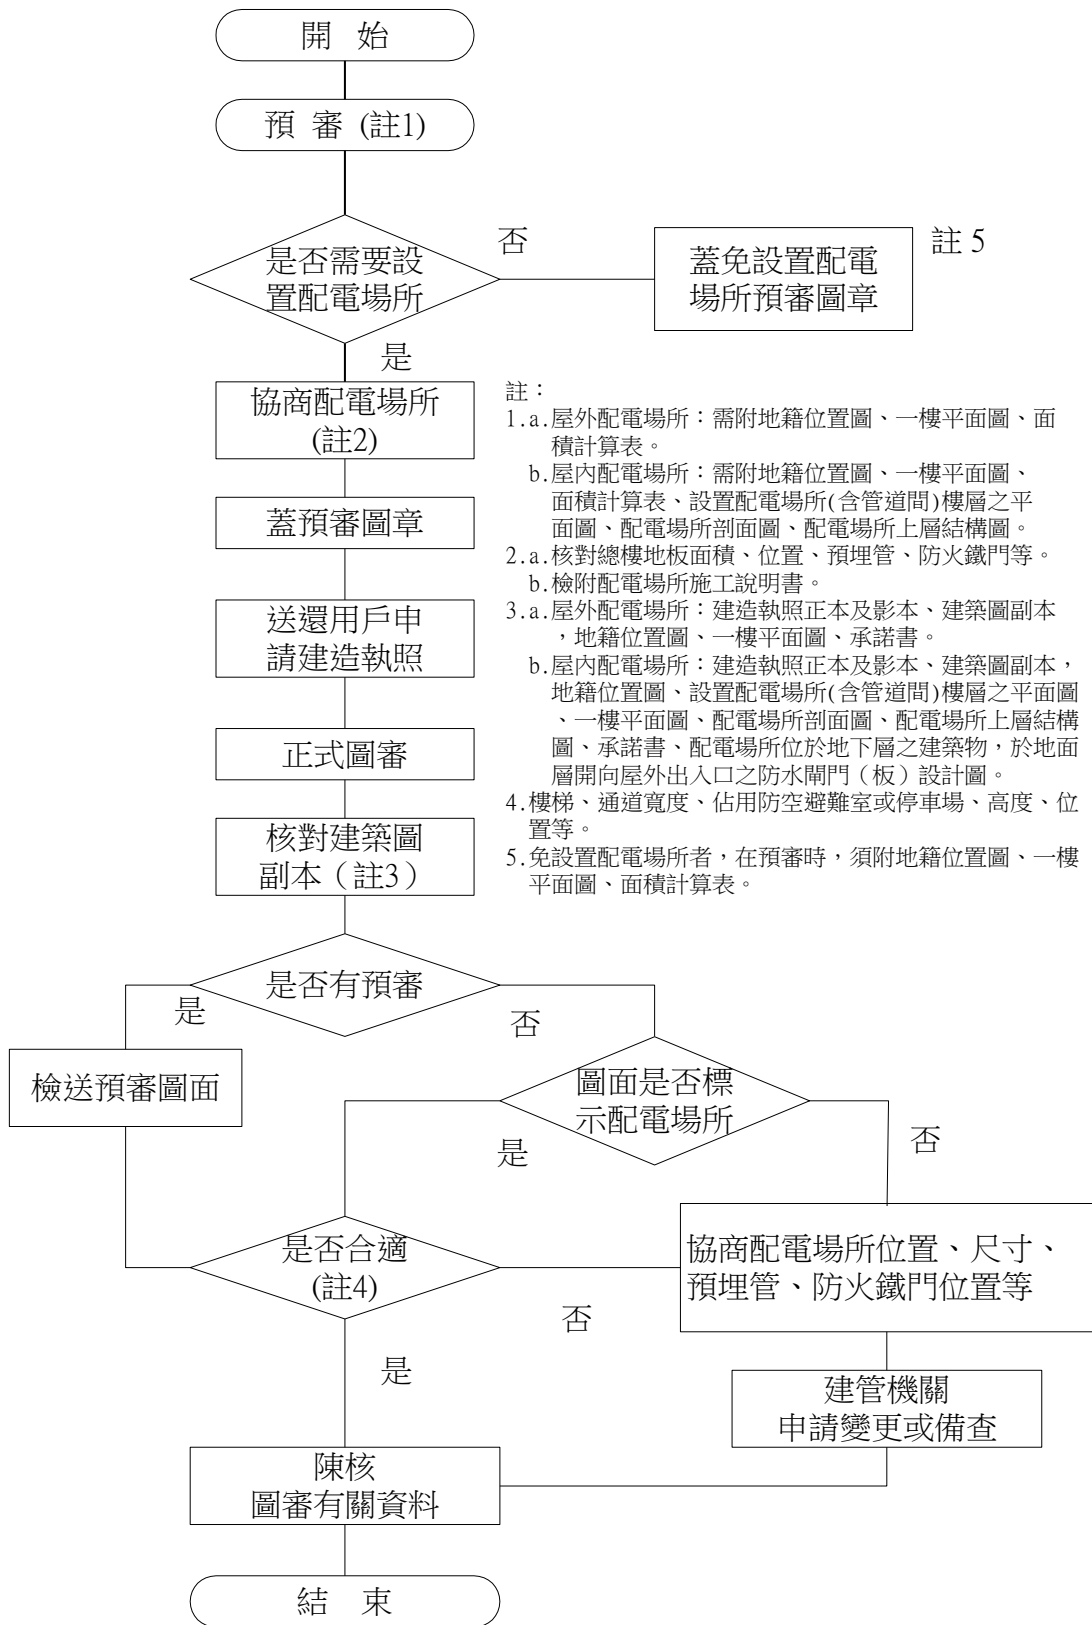 開 始
預 審 (註1)
是否需要設
置配電場所
否
蓋免設置配電
場所預審圖章
註 5
是
協商配電場所
(註2)
蓋預審圖章
送還用戶申
請建造執照
正式圖審
核對建築圖
副本（註3）
註：
1.a.屋外配電場所：需附地籍位置圖、一樓平面圖、面
積計算表。
b.屋內配電場所：需附地籍位置圖、一樓平面圖、
面積計算表、設置配電場所(含管道間)樓層之平
面圖、配電場所剖面圖、配電場所上層結構圖。
2.a.核對總樓地板面積、位置、預埋管、防火鐵門等。
b.檢附配電場所施工說明書。
3.a.屋外配電場所：建造執照正本及影本、建築圖副本
，地籍位置圖、一樓平面圖、承諾書。
b.屋內配電場所：建造執照正本及影本、建築圖副本，
地籍位置圖、設置配電場所(含管道間)樓層之平面圖
、一樓平面圖、配電場所剖面圖、配電場所上層結構
圖、承諾書、配電場所位於地下層之建築物，於地面
層開向屋外出入口之防水閘門（板）設計圖。
4.樓梯、通道寬度、佔用防空避難室或停車場、高度、位
置等。
5.免設置配電場所者，在預審時，須附地籍位置圖、一樓
平面圖、面積計算表。
是否有預審
是
否
檢送預審圖面
圖面是否標
示配電場所
是
否
是否合適
(註4)
協商配電場所位置、尺寸、
預埋管、防火鐵門位置等
否
是
建管機關
申請變更或備查
陳核
圖審有關資料
結 束